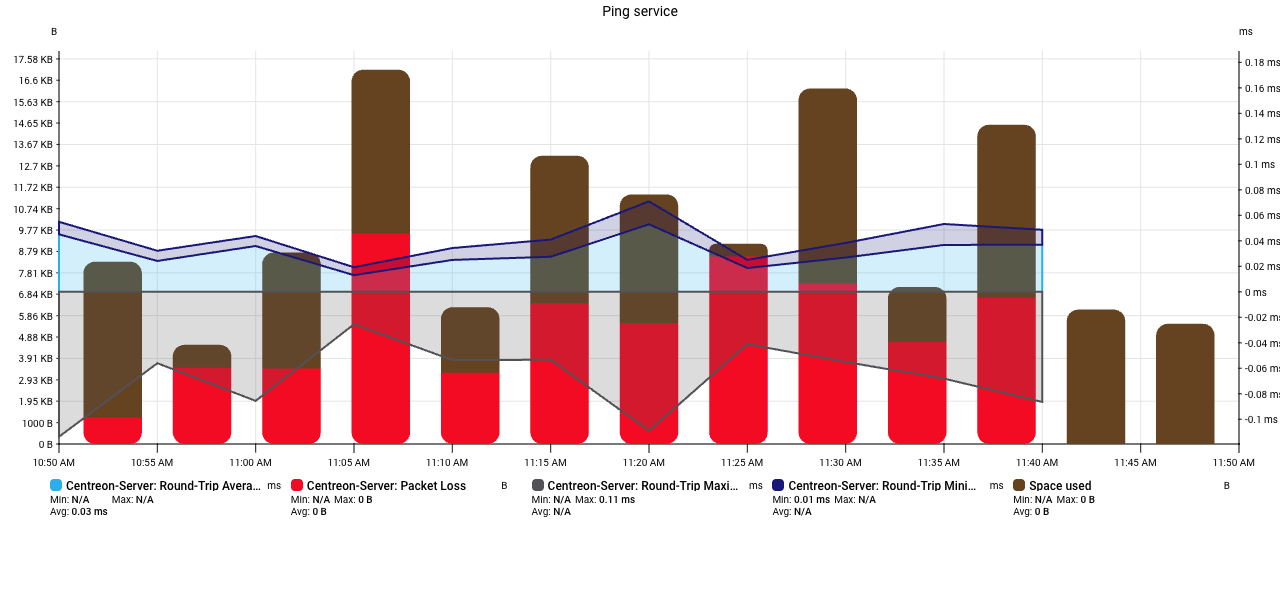 Ping service
B
ms
17.58 KB
16.6 KB
15.63 KB
14.65 KB
13.67 KB
12.7 KB
11.72 KB
10.74 KB
9.77 KB
8.79 KB
7.81 KB
6.84 KB
5.86 KB
4.88 KB
3.91 KB
2.93 KB
1.95 KB
1000 B
0 B
0.18 ms
0.16 ms
0.14 ms
0.12 ms
0.1 ms
0.08 ms
0.06 ms
0.04 ms
0.02 ms
0 ms
-0.02 ms
-0.04 ms
-0.06 ms
-0.08 ms
-0.1 ms
10:50 AM 10:55 AM 11:00 AM 11:05 AM 11:10 AM 11:15 AM 11:20 AM 11:25 AM 11:30 AM 11:35 AM 11:40 AM 11:45 AM 11:50 AM
Centreon-Server: Round-Trip Avera... ms
Min: N/A Max: N/A
Avg: 0.03 ms
Centreon-Server: Packet Loss B
Min: N/A Max: 0 B
Avg: 0 B
Centreon-Server: Round-Trip Maxi... ms
Min: N/A Max: 0.11 ms
Avg: N/A
Centreon-Server: Round-Trip Mini... ms
Min: 0.01 ms Max: N/A
Avg: N/A
Space used B
Min: N/A Max: 0 B
Avg: 0 B